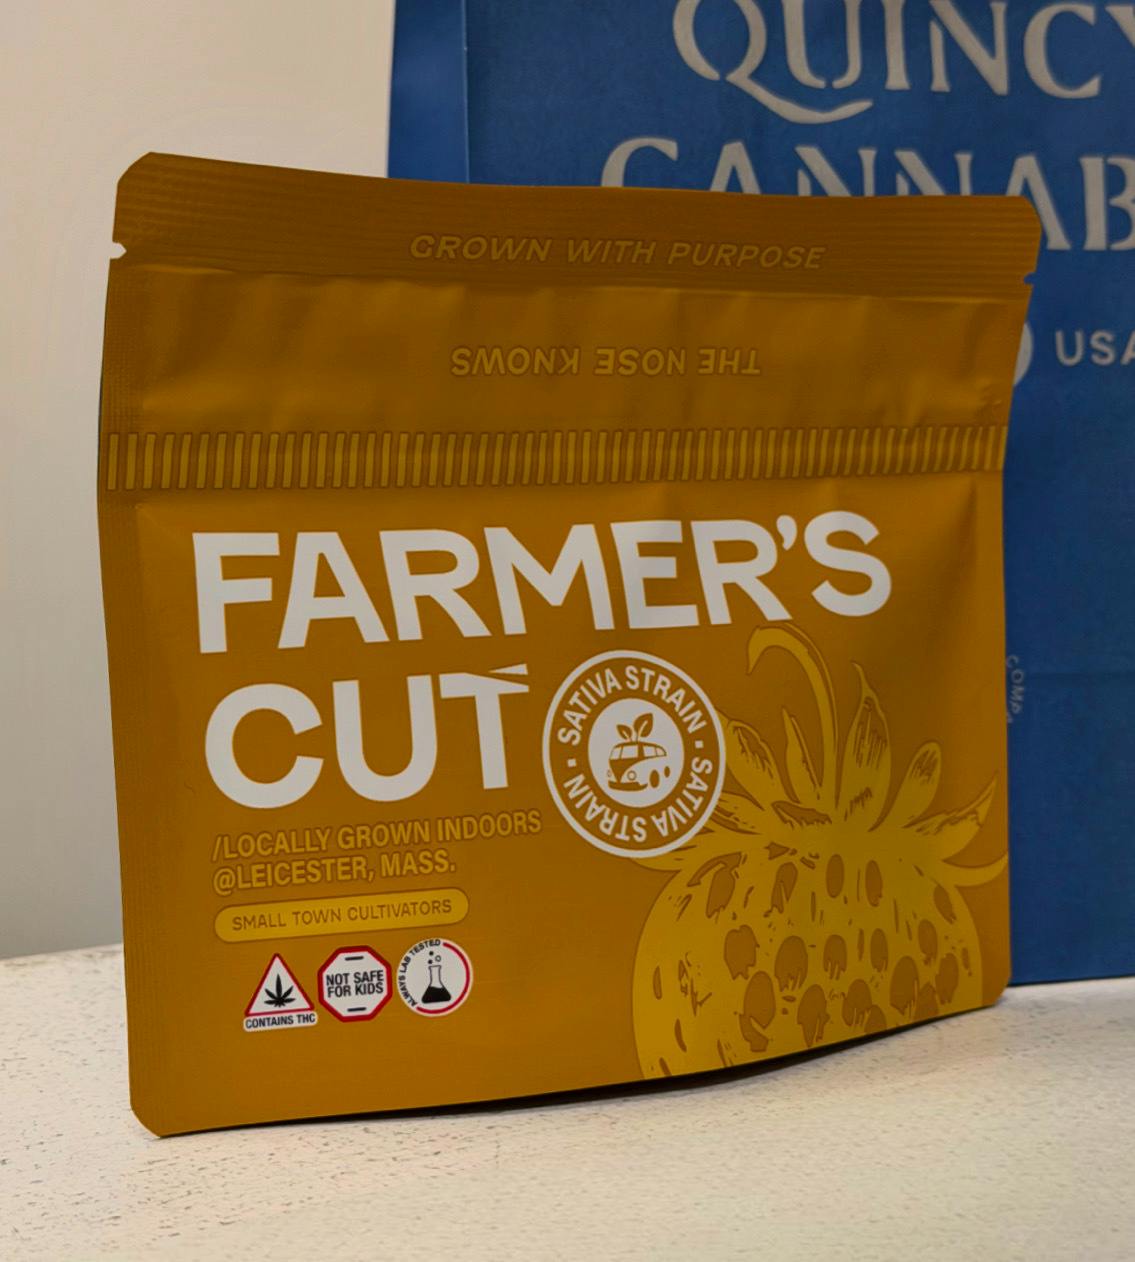 QUINCY
CANNAB
USA
GROWN WITH PURPOSE
THE NOSE KNOWS
FARMER'S
CUT
SATIVA STRAIN · SATIVA STRAIN ·
/LOCALLY GROWN INDOORS
@LEICESTER, MASS.
SMALL TOWN CULTIVATORS
CONTAINS THC
NOT SAFE
FOR KIDS
ALWAYS LAB TESTED